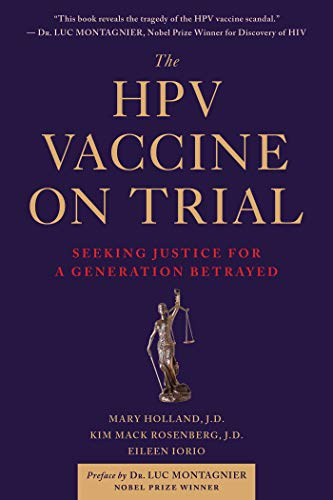 "This book reveals the tragedy of the HPV vaccine scandal."
— DR. LUC MONTAGNIER, Nobel Prize Winner for Discovery of HIV
The
HPV
VACCINE
ON TRIAL
SEEKING JUSTICE FOR
A GENERATION BETRAYED
MARY HOLLAND, J.D.
KIM MACK ROSENBERG, J.D.
EILEEN IORIO
Preface by DR. LUC MONTAGNIER
NOBEL PRIZE WINNER